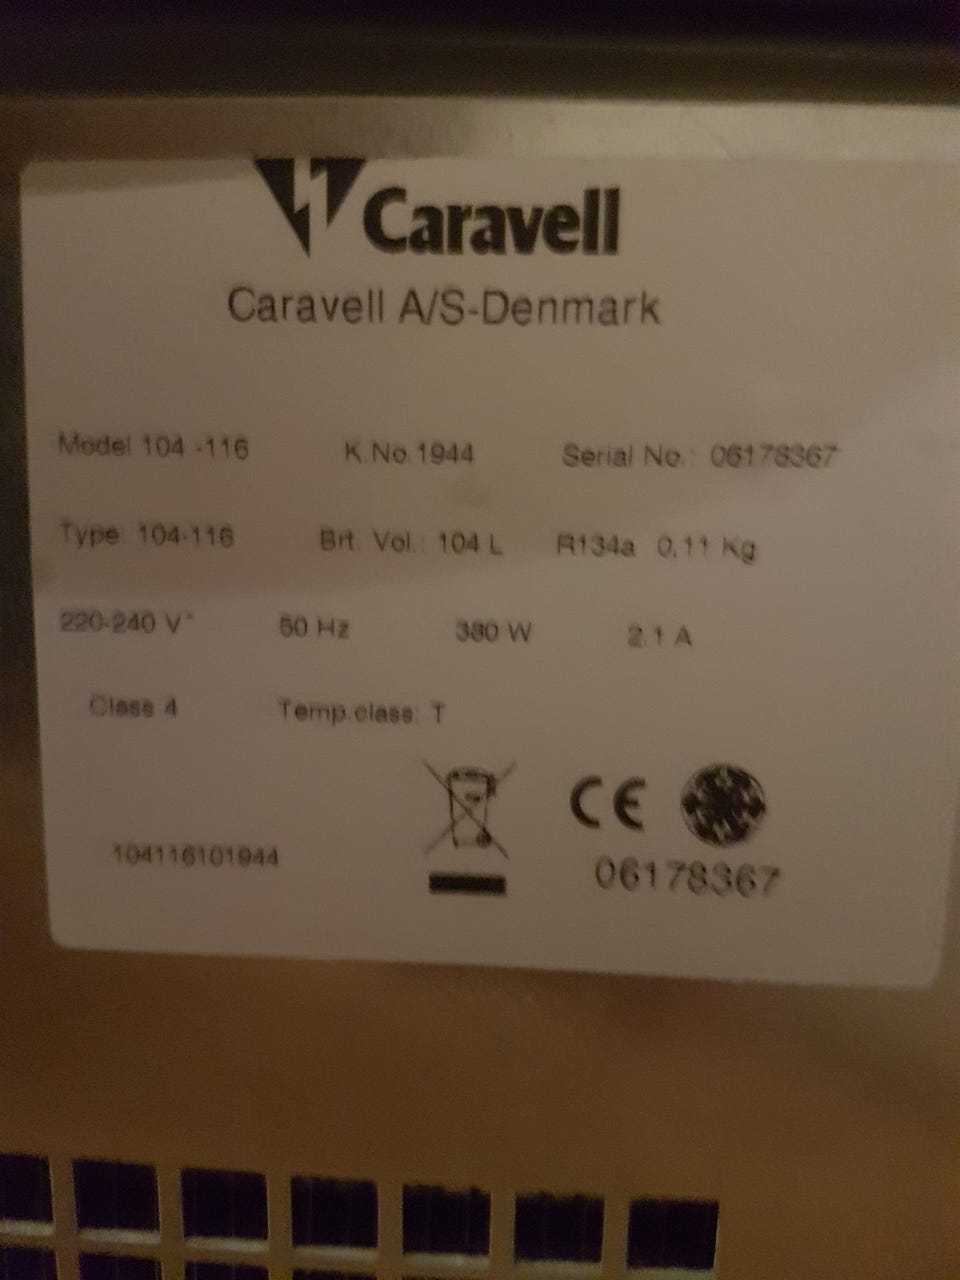 Caravell
Caravell A/S-Denmark
Model 104 -116 K.No.1944 Serial No.: 06178367
Type: 104-116 Brt. Vol.: 104 L R134a 0,11 Kg
220-240 V~ 50 Hz 380 W 2.1 A
Class 4 Temp.class: T
CE
104116101944 06178367